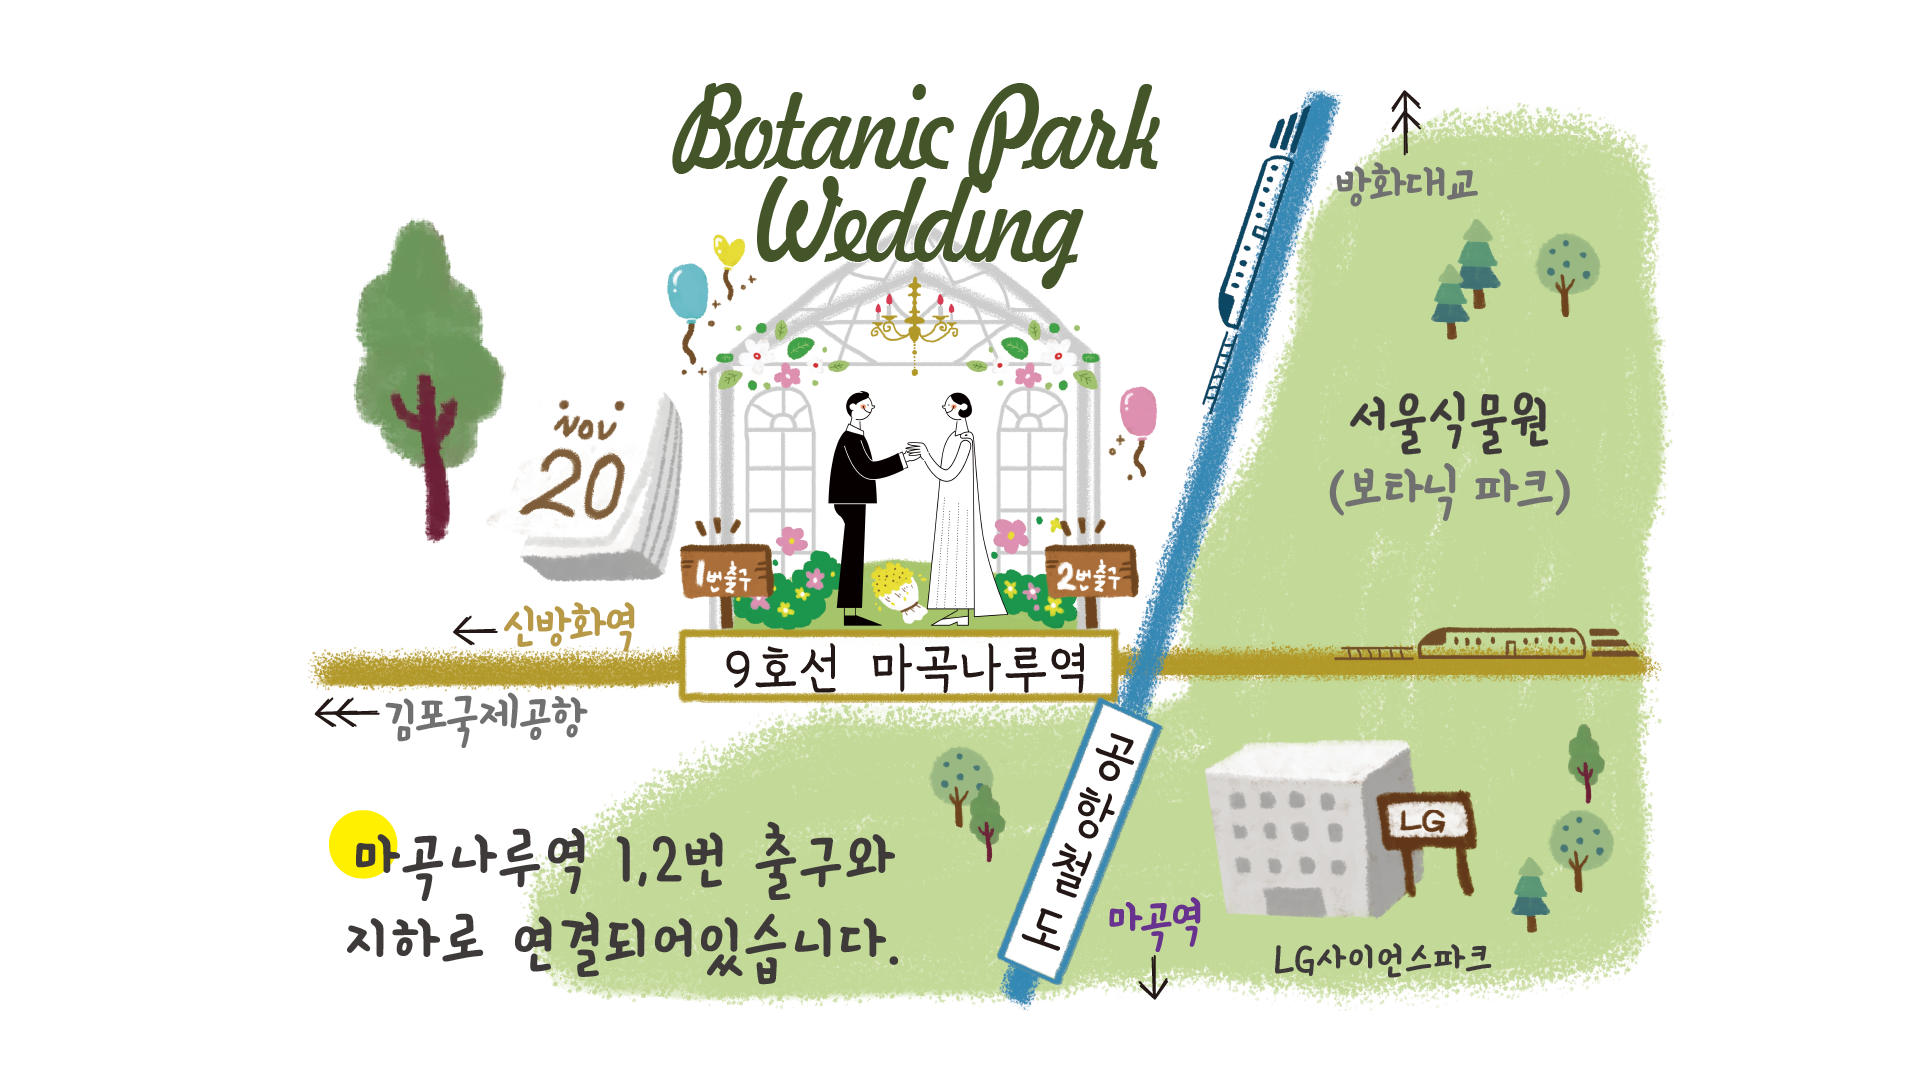 Botanic Park
Wedding
방화대교
NOV
20
서울식물원
(보타닉 파크)
1번출구
2번출구
신방화역
9호선 마곡나루역
김포국제공항
공항철도
LG
마곡나루역 1,2번 출구와
지하로 연결되어있습니다.
마곡역
LG사이언스파크